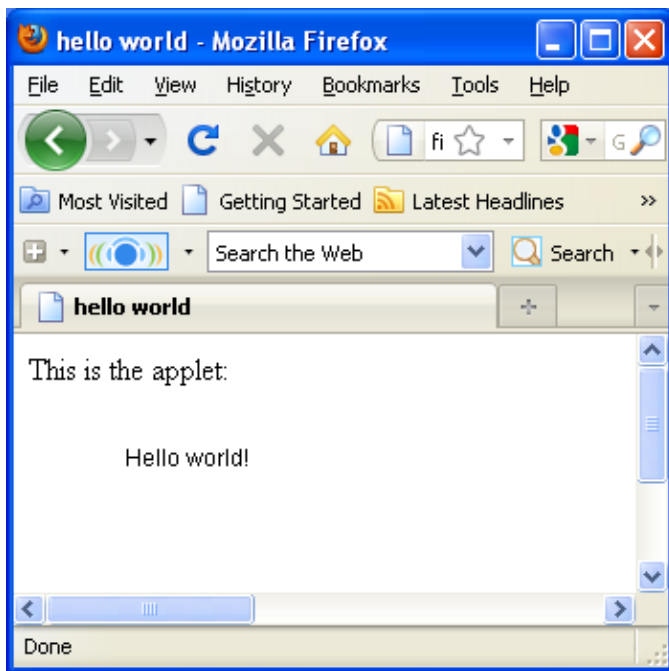 hello world - Mozilla Firefox
File Edit View History Bookmarks Tools Help
fi G
Most Visited Getting Started Latest Headlines »
Search the Web Search
hello world
This is the applet:
Hello world!
Done